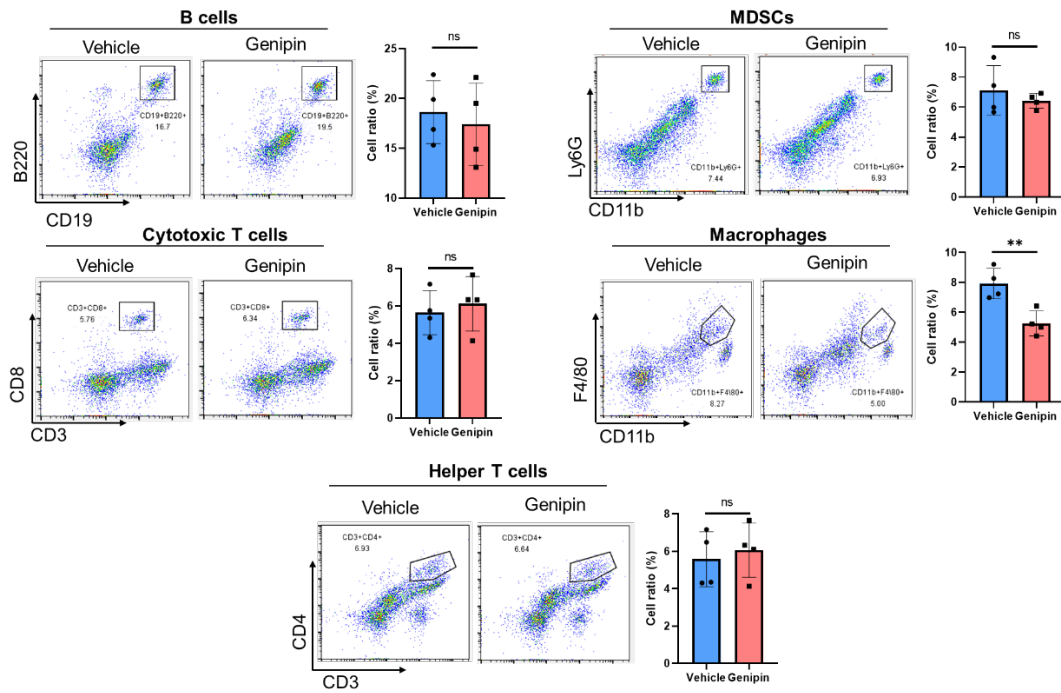 B cells
Vehicle
Genipin
B220
CD19+B220+
16.7
CD19+B220+
19.5
CD19
ns
Cell ratio (%)
25
20
15
10
Vehicle Genipin
MDSCs
Vehicle
Genipin
Ly6G
CD11b+Ly6G+
7.44
CD11b+Ly6G+
6.93
CD11b
ns
Cell ratio (%)
10
8
6
4
2
0
Vehicle Genipin
Cytotoxic T cells
Vehicle
Genipin
CD8
CD3+CD8+
5.76
CD3+CD8+
6.34
CD3
ns
Cell ratio (%)
8
6
4
2
0
Vehicle Genipin
Macrophages
Vehicle
Genipin
F4/80
CD11b+F4\80+
8.27
CD11b+F4\80+
5.00
CD11b
**
Cell ratio (%)
10
8
6
4
2
0
Vehicle Genipin
Helper T cells
Vehicle
Genipin
CD4
CD3+CD4+
6.93
CD3+CD4+
6.64
CD3
ns
Cell ratio (%)
8
6
4
2
0
Vehicle Genipin